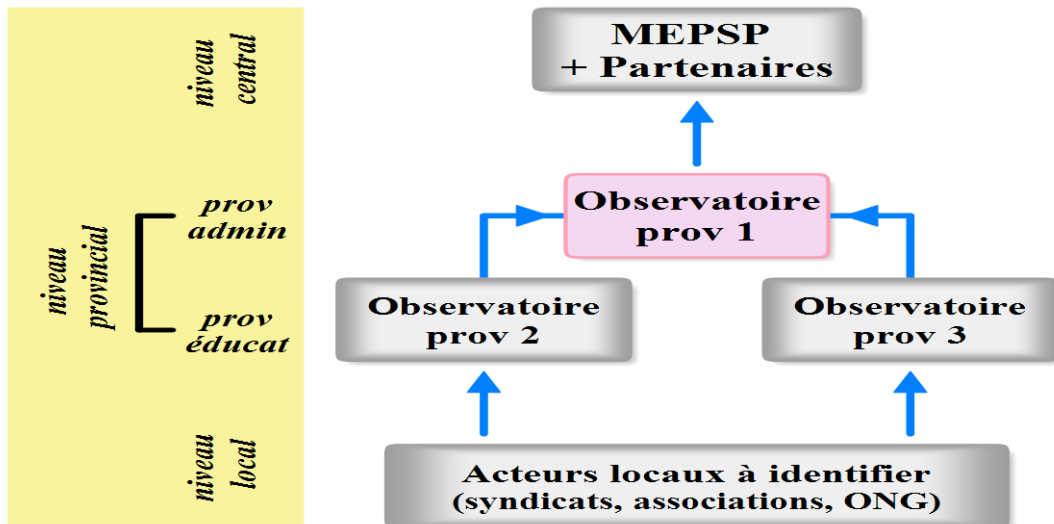 niveau
central
niveau
provincial
prov
admin
prov
éducat
niveau
local
MEPSP
+ Partenaires
Observatoire
prov 1
Observatoire
prov 2
Observatoire
prov 3
Acteurs locaux à identifier
(syndicats, associations, ONG)